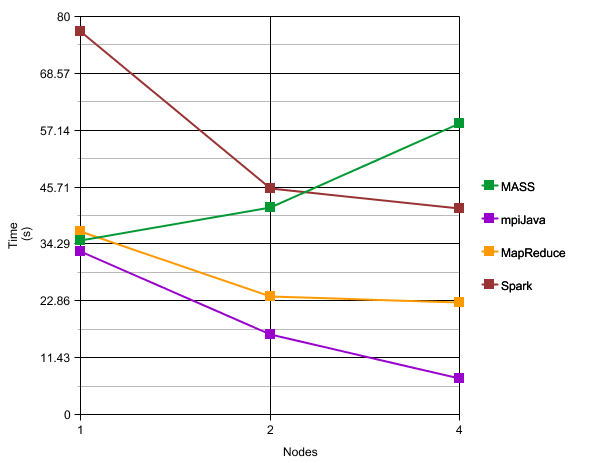 80
68.57
57.14
45.71
34.29
22.86
11.43
0
Time
(s)
1
2
4
Nodes
MASS
mpiJava
MapReduce
Spark